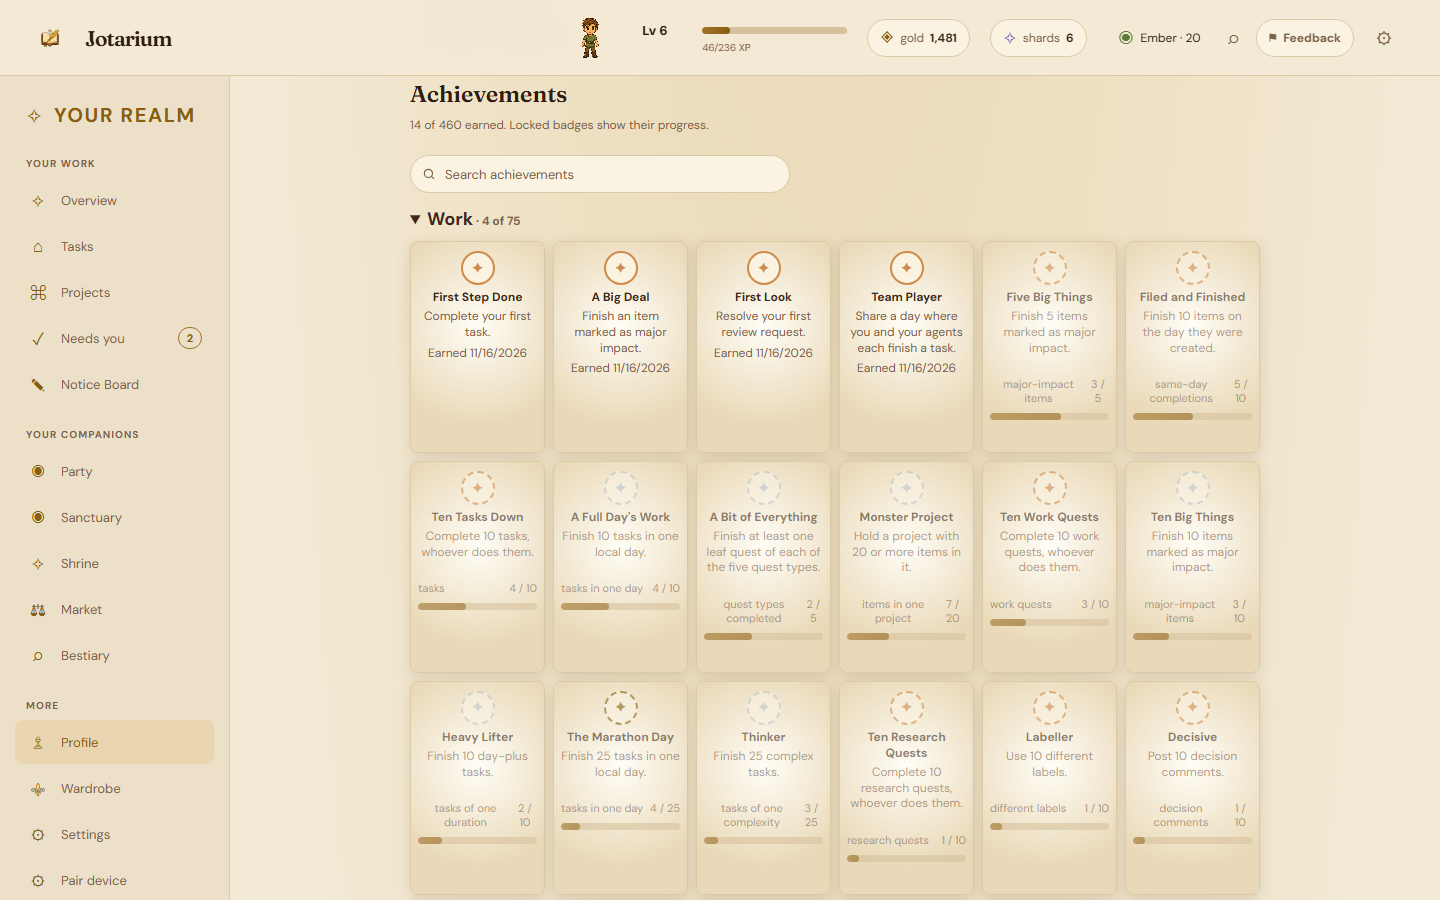 Jotarium
Lv 6
46/236 XP
gold 1,481
shards 6
Ember · 20
Feedback
YOUR REALM
YOUR WORK
Overview
Tasks
Projects
Needs you 2
Notice Board
YOUR COMPANIONS
Party
Sanctuary
Shrine
Market
Bestiary
MORE
Profile
Wardrobe
Settings
Pair device
Achievements
14 of 460 earned. Locked badges show their progress.
Search achievements
Work · 4 of 75
First Step Done
Complete your first
task.
Earned 11/16/2026
A Big Deal
Finish an item
marked as major
impact.
Earned 11/16/2026
First Look
Resolve your first
review request.
Earned 11/16/2026
Team Player
Share a day where
you and your agents
each finish a task.
Earned 11/16/2026
Five Big Things
Finish 5 items
marked as major
impact.
major-impact 3 /
items 5
Filed and Finished
Finish 10 items on
the day they were
created.
same-day 5 /
completions 10
Ten Tasks Down
Complete 10 tasks,
whoever does them.
tasks 4 / 10
A Full Day's Work
Finish 10 tasks in one
local day.
tasks in one day 4 / 10
A Bit of Everything
Finish at least one
leaf quest of each of
the five quest types.
quest types 2 /
completed 5
Monster Project
Hold a project with
20 or more items in
it.
items in one 7 /
project 20
Ten Work Quests
Complete 10 work
quests, whoever
does them.
work quests 3 / 10
Ten Big Things
Finish 10 items
marked as major
impact.
major-impact 3 /
items 10
Heavy Lifter
Finish 10 day-plus
tasks.
tasks of one 2 /
duration 10
The Marathon Day
Finish 25 tasks in one
local day.
tasks in one day 4 / 25
Thinker
Finish 25 complex
tasks.
tasks of one 3 /
complexity 25
Ten Research
Quests
Complete 10
research quests,
whoever does them.
research quests 1 / 10
Labeller
Use 10 different
labels.
different labels 1 / 10
Decisive
Post 10 decision
comments.
decision 1 /
comments 10